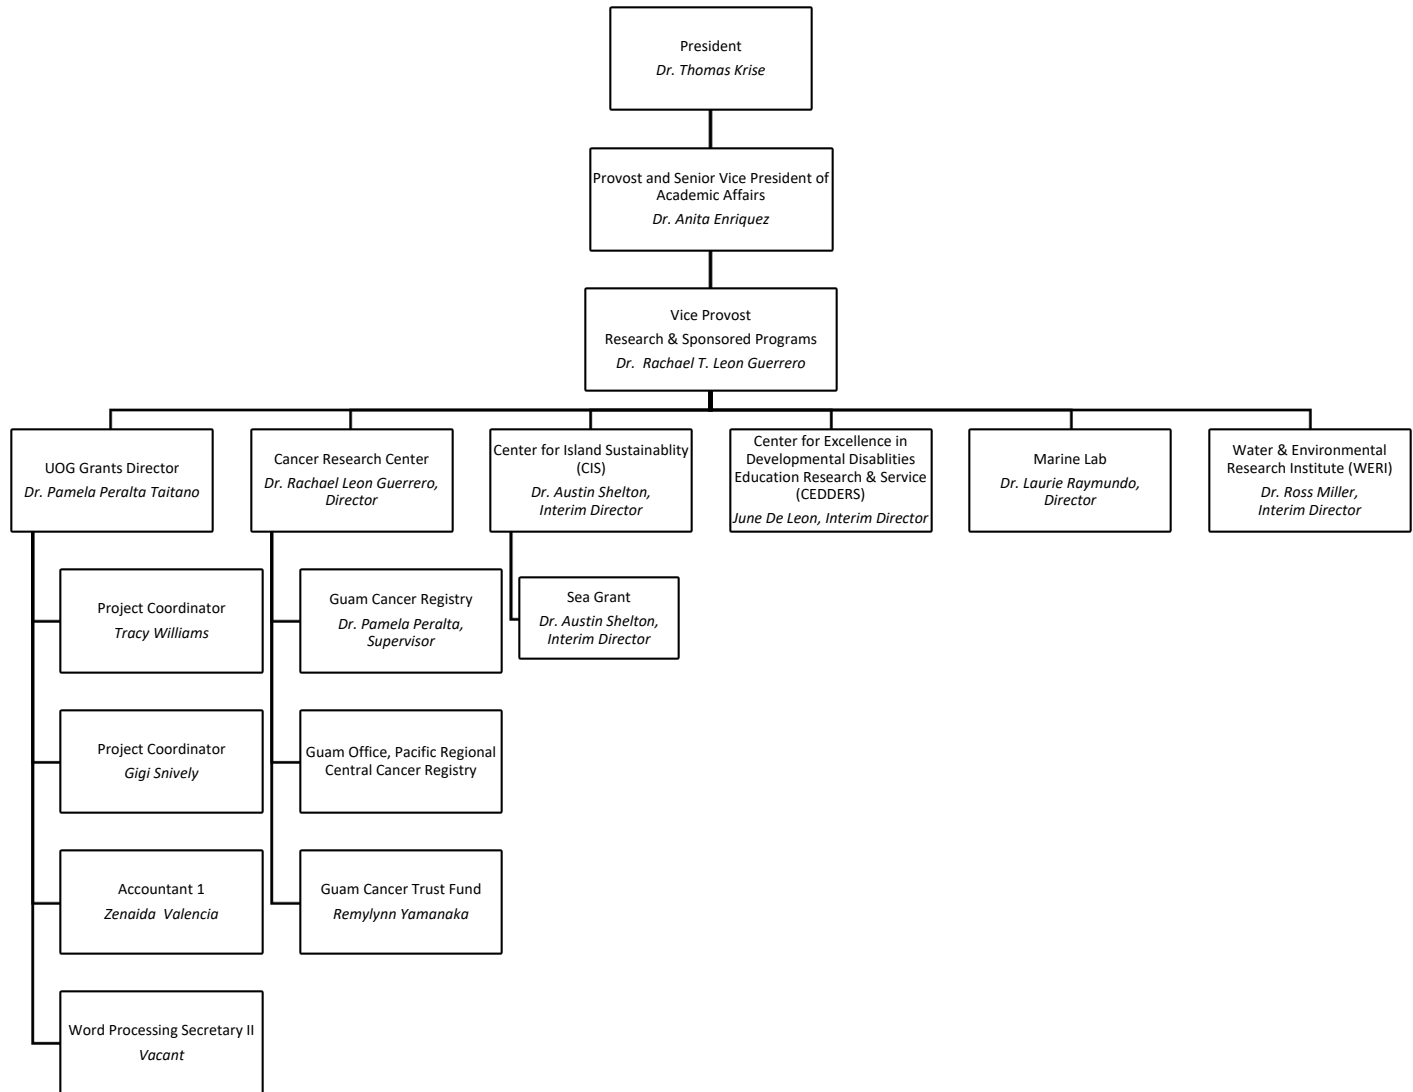 President
Dr. Thomas Krise
Provost and Senior Vice President of
Academic Affairs
Dr. Anita Enriquez
Vice Provost
Research & Sponsored Programs
Dr.  Rachael T. Leon Guerrero
UOG Grants Director
Dr. Pamela Peralta Taitano
Cancer Research Center
Dr. Rachael Leon Guerrero,
Director
Center for Island Sustainablity
(CIS)
Dr. Austin Shelton,
Interim Director
Center for Excellence in
Developmental Disablities
Education Research & Service
(CEDDERS)
June De Leon, Interim Director
Marine Lab
Dr. Laurie Raymundo,
Director
Water & Environmental
Research Institute (WERI)
Dr. Ross Miller,
Interim Director
Project Coordinator
Tracy Williams
Project Coordinator
Gigi Snively
Accountant 1
Zenaida  Valencia
Word Processing Secretary II
Vacant
Guam Cancer Registry
Dr. Pamela Peralta,
Supervisor
Guam Office, Pacific Regional
Central Cancer Registry
Guam Cancer Trust Fund
Remylynn Yamanaka
Sea Grant
Dr. Austin Shelton,
Interim Director